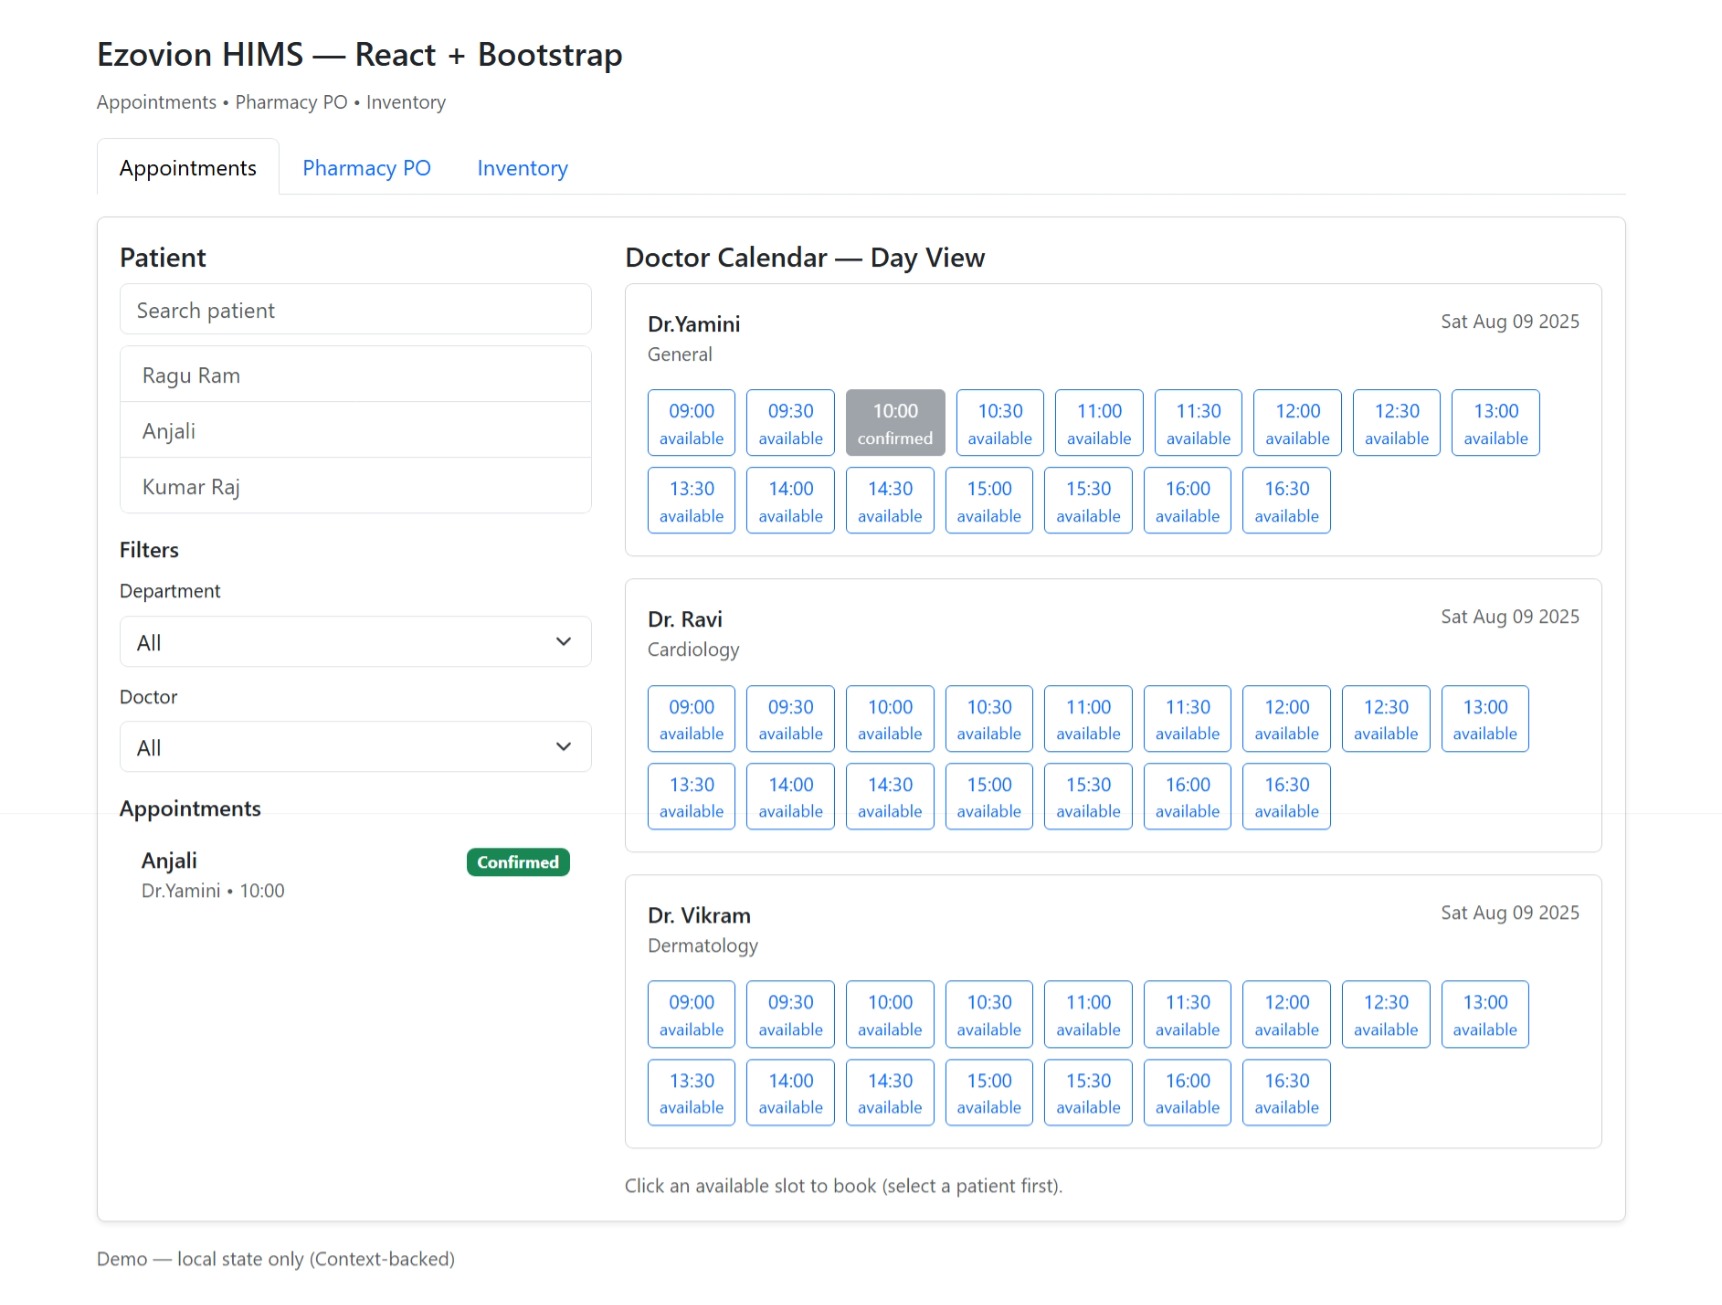 Ezovion HIMS — React + Bootstrap
Appointments • Pharmacy PO • Inventory
Appointments Pharmacy PO Inventory
Patient
Search patient
Ragu Ram
Anjali
Kumar Raj
Filters
Department
All
Doctor
All
Appointments
Anjali Confirmed
Dr.Yamini • 10:00
Doctor Calendar — Day View
Dr.Yamini Sat Aug 09 2025
General
09:00 09:30 10:00 10:30 11:00 11:30 12:00 12:30 13:00
available available confirmed available available available available available available
13:30 14:00 14:30 15:00 15:30 16:00 16:30
available available available available available available available
Dr. Ravi Sat Aug 09 2025
Cardiology
09:00 09:30 10:00 10:30 11:00 11:30 12:00 12:30 13:00
available available available available available available available available available
13:30 14:00 14:30 15:00 15:30 16:00 16:30
available available available available available available available
Dr. Vikram Sat Aug 09 2025
Dermatology
09:00 09:30 10:00 10:30 11:00 11:30 12:00 12:30 13:00
available available available available available available available available available
13:30 14:00 14:30 15:00 15:30 16:00 16:30
available available available available available available available
Click an available slot to book (select a patient first).
Demo — local state only (Context-backed)